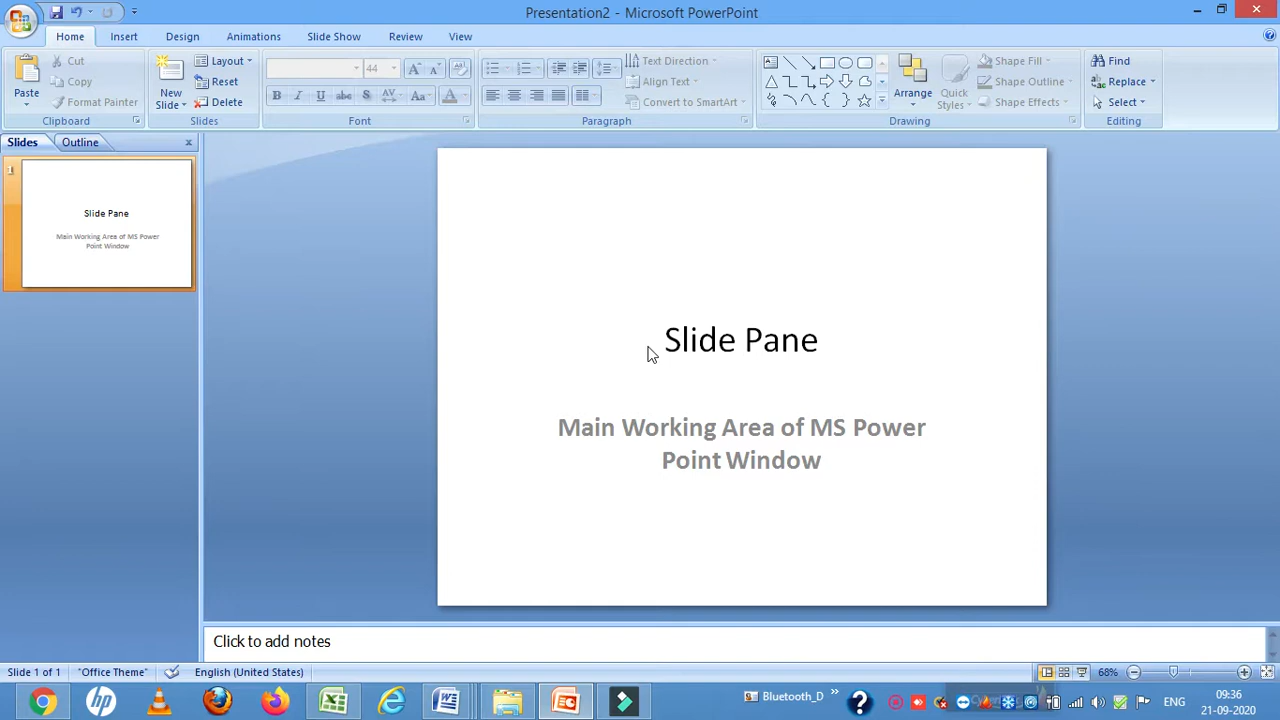 Presentation2 - Microsoft PowerPoint
Home Insert Design Animations Slide Show Review View
Paste
Cut
Copy
Format Painter
Clipboard
New
Slide
Layout
Reset
Delete
Slides
44
B I U abc S AV Aa A
Font
Text Direction
Align Text
Convert to SmartArt
Paragraph
Arrange
Quick
Styles
Shape Fill
Shape Outline
Shape Effects
Drawing
Find
Replace
Select
Editing
Slides Outline
1
Slide Pane
Main Working Area of MS Power
Point Window
Slide Pane
Main Working Area of MS Power
Point Window
Click to add notes
Slide 1 of 1 "Office Theme" English (United States) 68%
Bluetooth_D ENG
09:36
21-09-2020